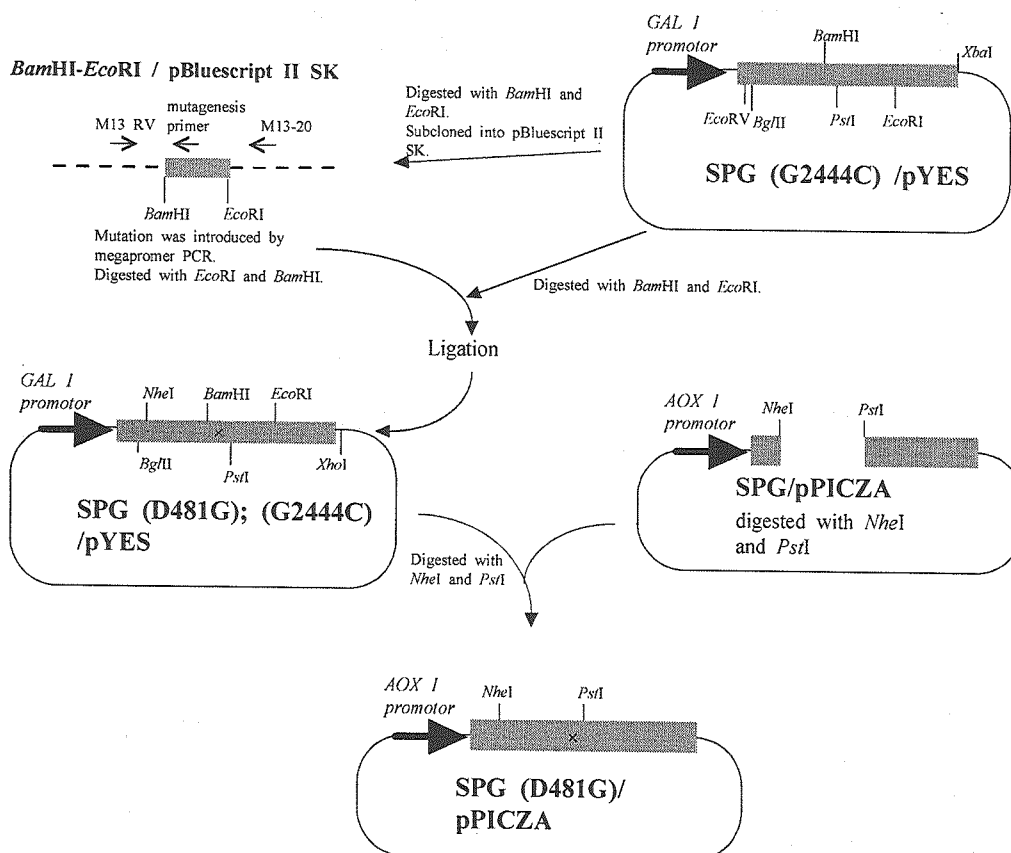 BamHI-EcoRI / pBluescript II SK
mutagenesis
primer
M13 RV
M13-20
BamHI
EcoRI
Mutation was introduced by
megapromer PCR.
Digested with EcoRI and BamHI.
Digested with BamHI and
EcoRI.
Subcloned into pBluescript II
SK.
GAL 1
promotor
BamHI
XbaI
EcoRV
BglII
PstI
EcoRI
SPG (G2444C) /pYES
Digested with BamHI and EcoRI.
Ligation
GAL 1
promotor
NheI
BamHI
EcoRI
BglII
PstI
XhoI
SPG (D481G); (G2444C)
/pYES
Digested with
NheI and PstI
AOX 1
promotor
NheI
PstI
SPG/pPICZA
digested with NheI
and PstI
AOX 1
promotor
NheI
PstI
SPG (D481G)/
pPICZA